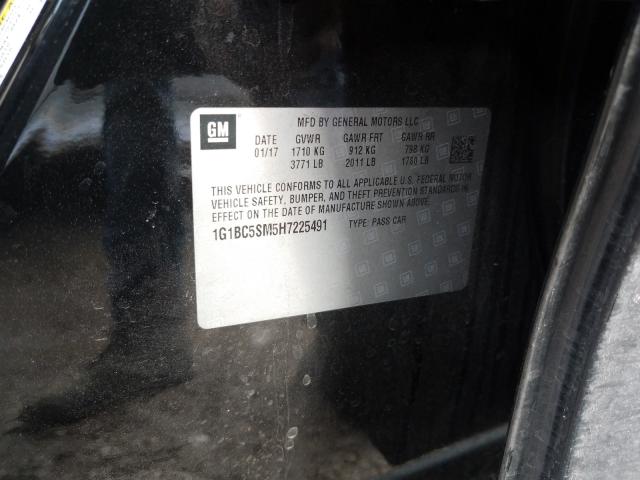 GM
MFD BY GENERAL MOTORS LLC
DATE GVWR GAWR-FRT GAWR-RR
01/17 1710 KG 912 KG 798 KG
3771 LB 2011 LB 1760 LB
THIS VEHICLE CONFORMS TO ALL APPLICABLE U.S. FEDERAL MOTOR
VEHICLE SAFETY, BUMPER, AND THEFT PREVENTION STANDARDS IN
EFFECT ON THE DATE OF MANUFACTURE SHOWN ABOVE.
1G1BC5SM5H7225491 TYPE: PASS CAR